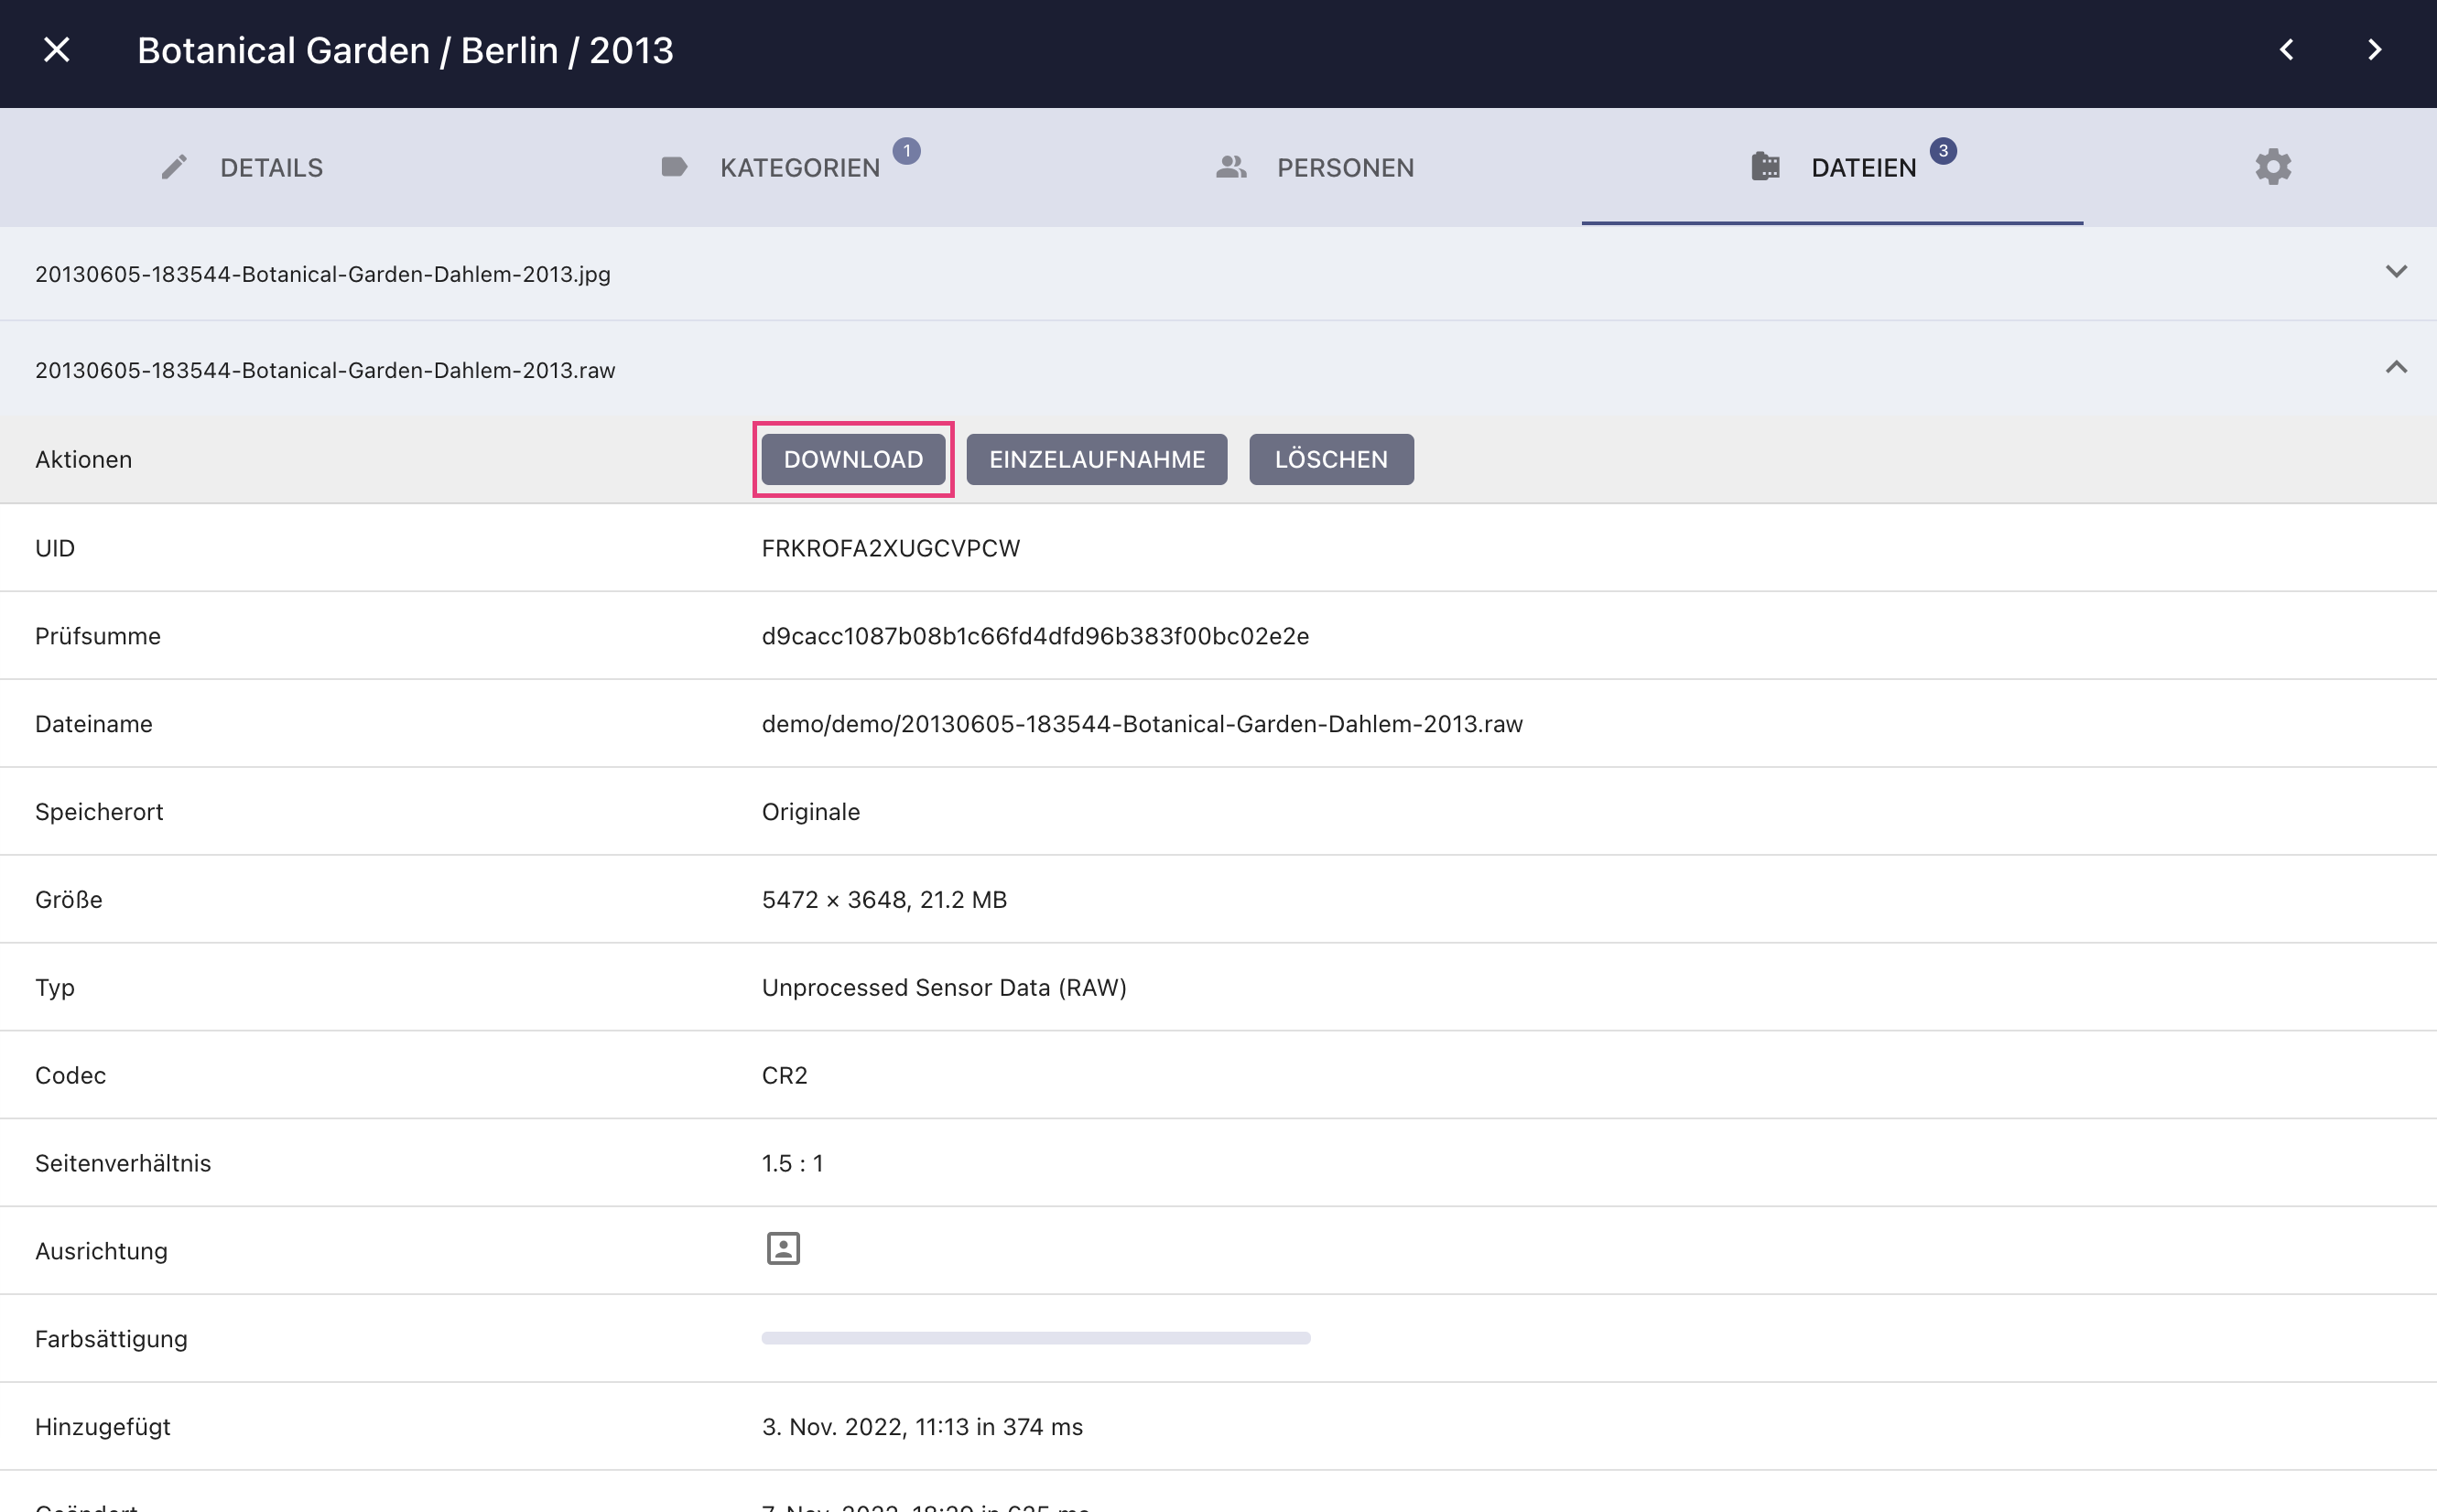 Botanical Garden / Berlin / 2013
DETAILS
KATEGORIEN 1
PERSONEN
DATEIEN 3
20130605-183544-Botanical-Garden-Dahlem-2013.jpg
20130605-183544-Botanical-Garden-Dahlem-2013.raw
Aktionen DOWNLOAD EINZELAUFNAHME LÖSCHEN
UID FRKROFA2XUGCVPCW
Prüfsumme d9cacc1087b08b1c66fd4dfd96b383f00bc02e2e
Dateiname demo/demo/20130605-183544-Botanical-Garden-Dahlem-2013.raw
Speicherort Originale
Größe 5472 × 3648, 21.2 MB
Typ Unprocessed Sensor Data (RAW)
Codec CR2
Seitenverhältnis 1.5 : 1
Ausrichtung
Farbsättigung
Hinzugefügt 3. Nov. 2022, 11:13 in 374 ms